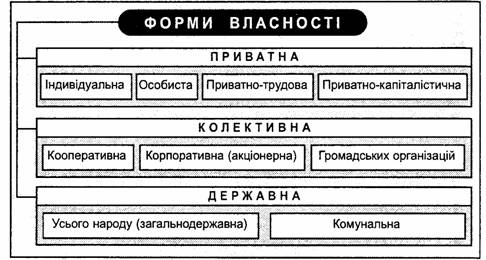 ФОРМИ ВЛАСНОСТІ
ПРИВАТНА
Індивідуальна Особиста Приватно-трудова Приватно-капіталістична
КОЛЕКТИВНА
Кооперативна Корпоративна (акціонерна) Громадських організацій
ДЕРЖАВНА
Усього народу (загальнодержавна) Комунальна